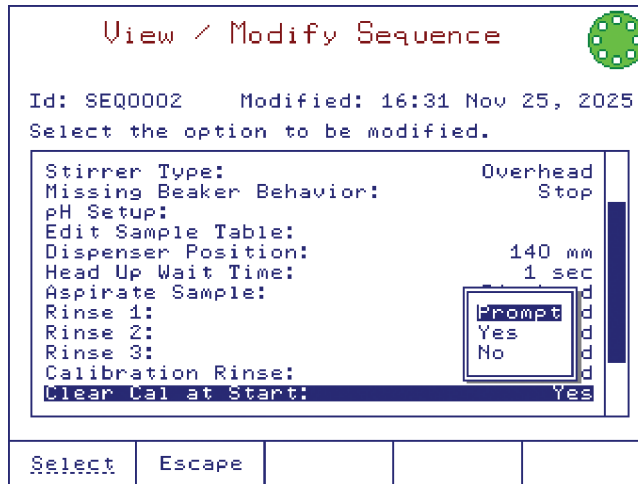 View / Modify Sequence
Id: SEQ0002 Modified: 16:31 Nov 25, 2025
Select the option to be modified.
Stirrer Type: Overhead
Missing Beaker Behavior: Stop
pH Setup:
Edit Sample Table:
Dispenser Position: 140 mm
Head Up Wait Time: 1 sec
Aspirate Sample:
Rinse 1:
Rinse 2:
Rinse 3:
Calibration Rinse:
Clear Cal at Start: Yes
Prompt
Yes
No
Select Escape